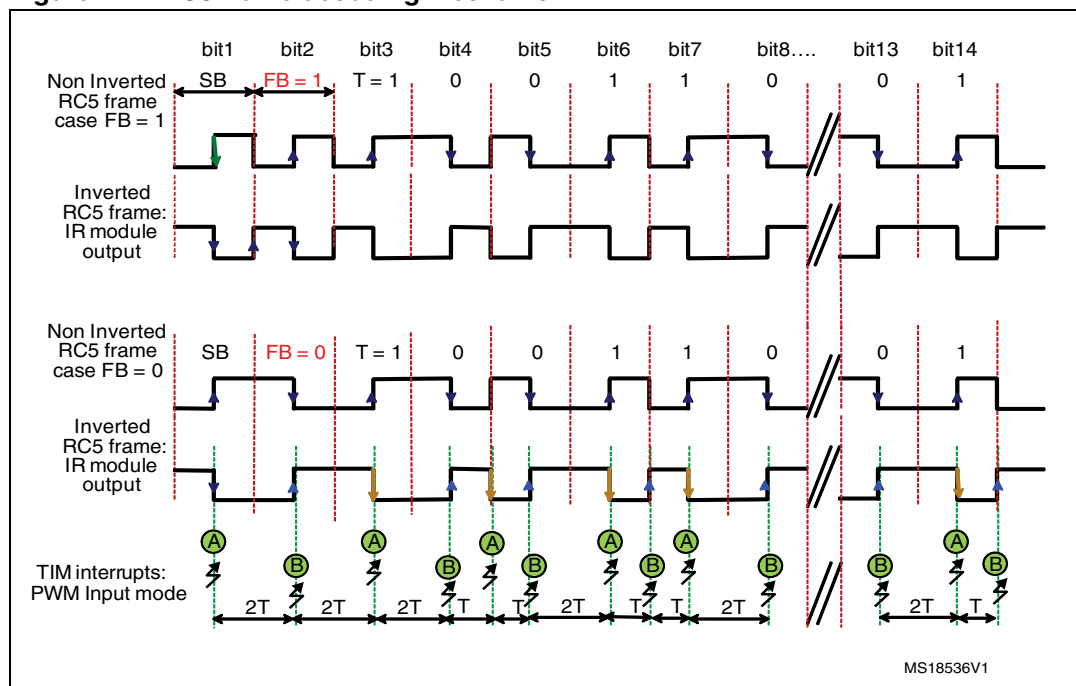 bit1 bit2 bit3 bit4 bit5 bit6 bit7 bit8.... bit13 bit14
Non Inverted
RC5 frame
case FB = 1
SB FB = 1 T = 1 0 0 1 1 0 0 1
Inverted
RC5 frame:
IR module
output
Non Inverted
RC5 frame
case FB = 0
SB FB = 0 T = 1 0 0 1 1 0 0 1
Inverted
RC5 frame:
IR module
output
A A A A A A
B B B B B B B
TIM interrupts:
PWM Input mode
2T 2T 2T T T 2T T T 2T 2T T
MS18536V1